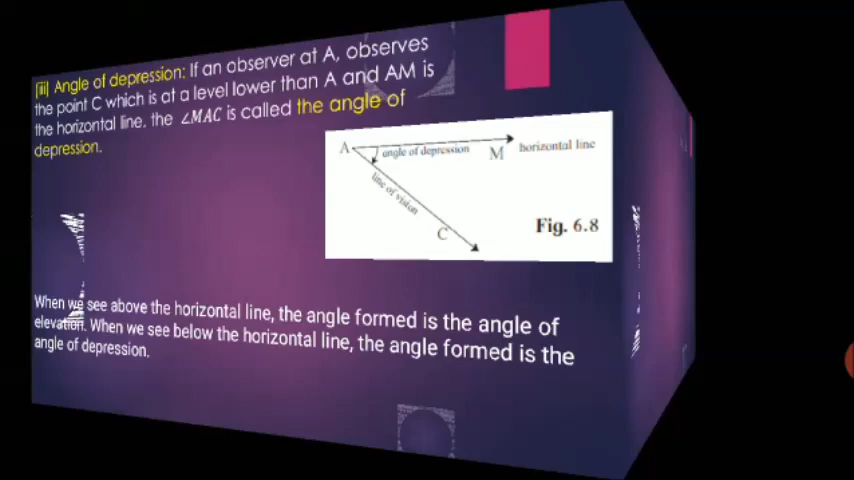 [iii] Angle of depression: If an observer at A, observes
the point C which is at a level lower than A and AM is
the horizontal line. the ∠MAC is called the angle of
depression.
A
angle of depression
M
horizontal line
line of vision
C
Fig. 6.8
When we see above the horizontal line, the angle formed is the angle of
elevation. When we see below the horizontal line, the angle formed is the
angle of depression.